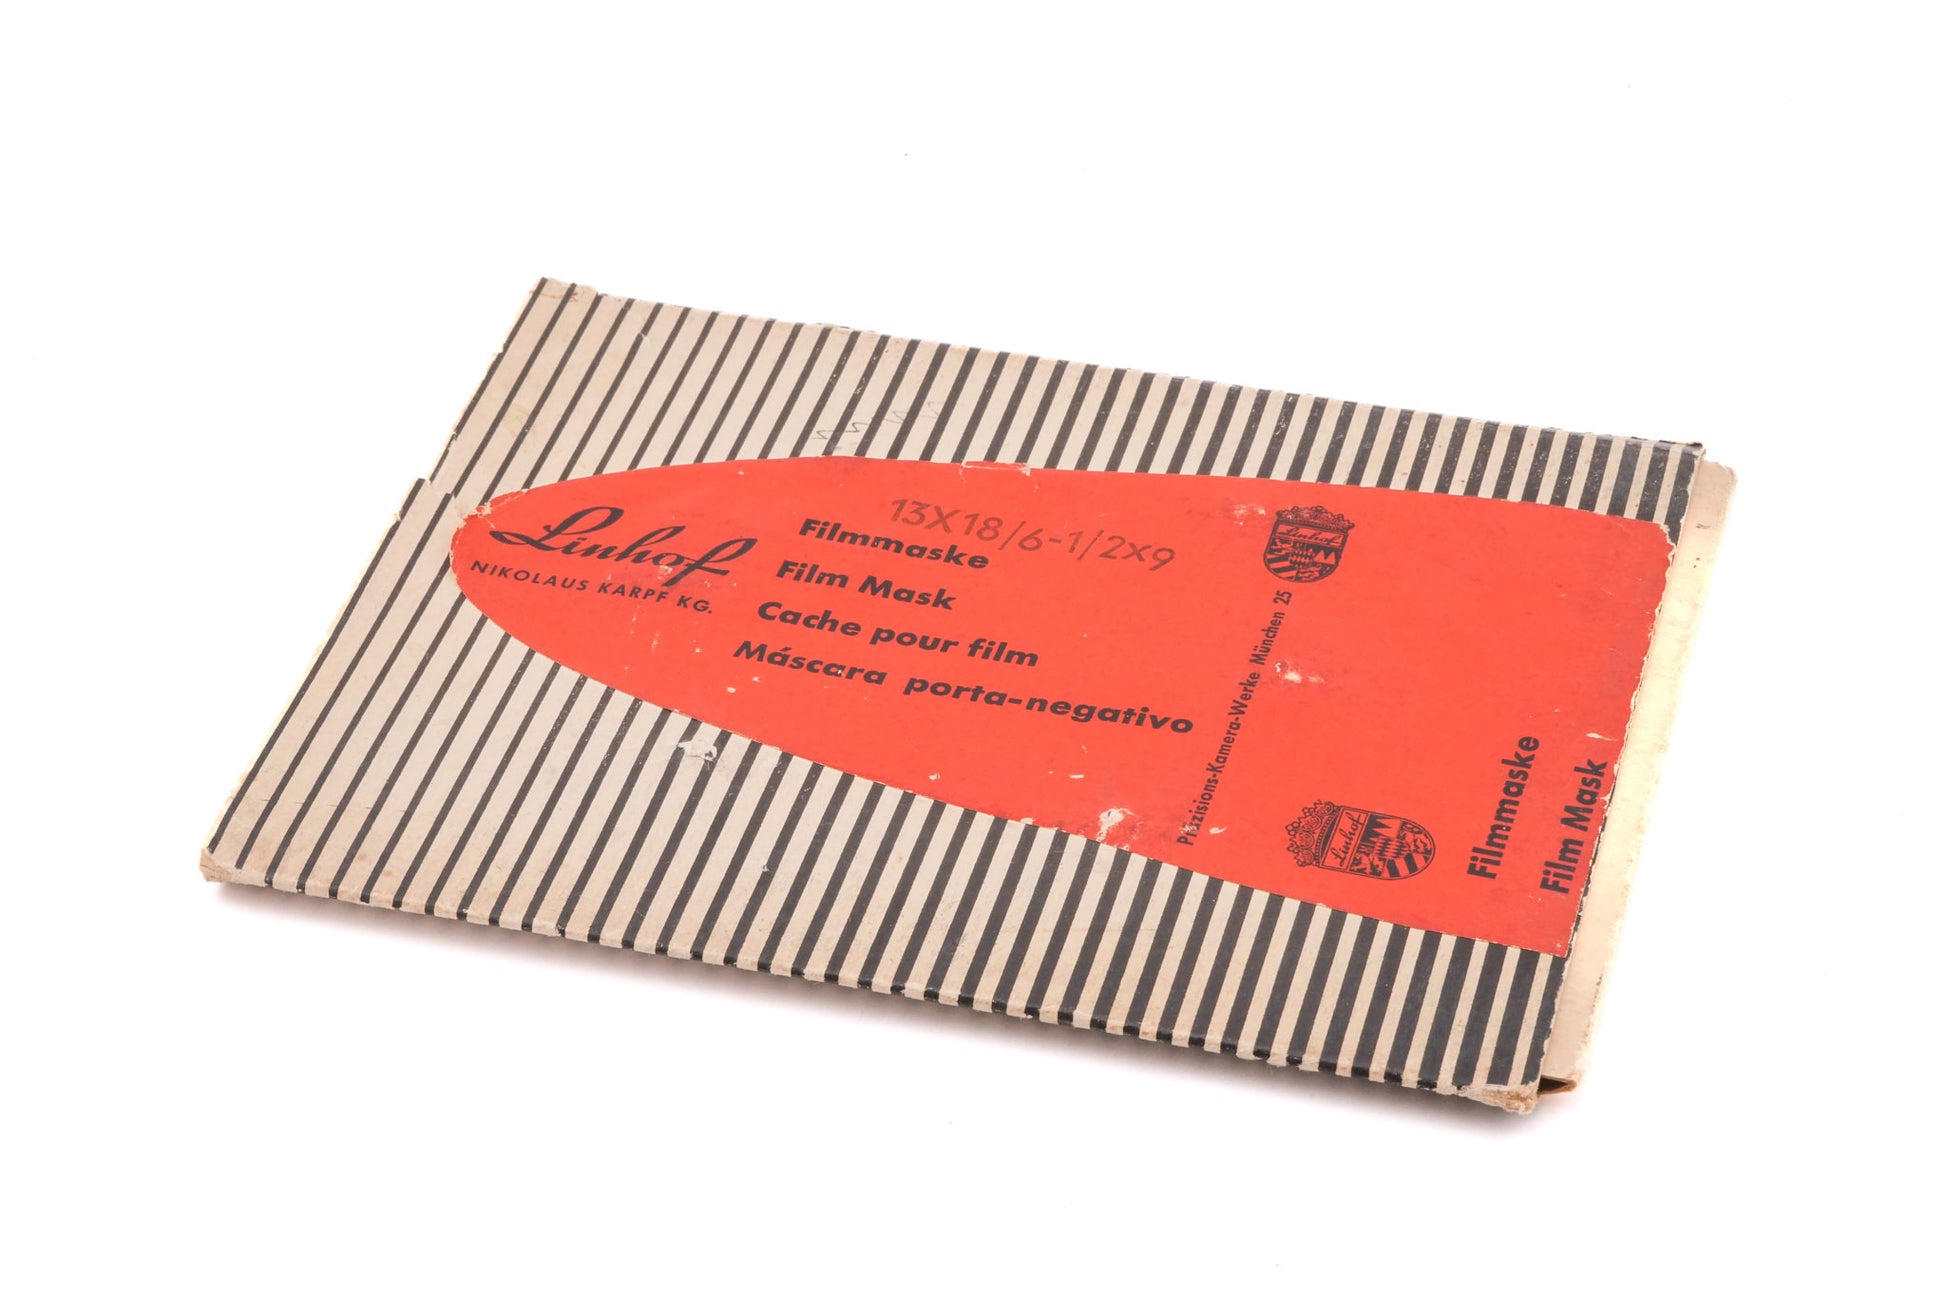 Linhof
NIKOLAUS KARPF KG.
13X18/6-1/2x9
Filmmaske
Film Mask
Cache pour film
Máscara porta-negativo
Linhof
Präzisions-Kamera-Werke München 25
Linhof
Filmmaske
Film Mask